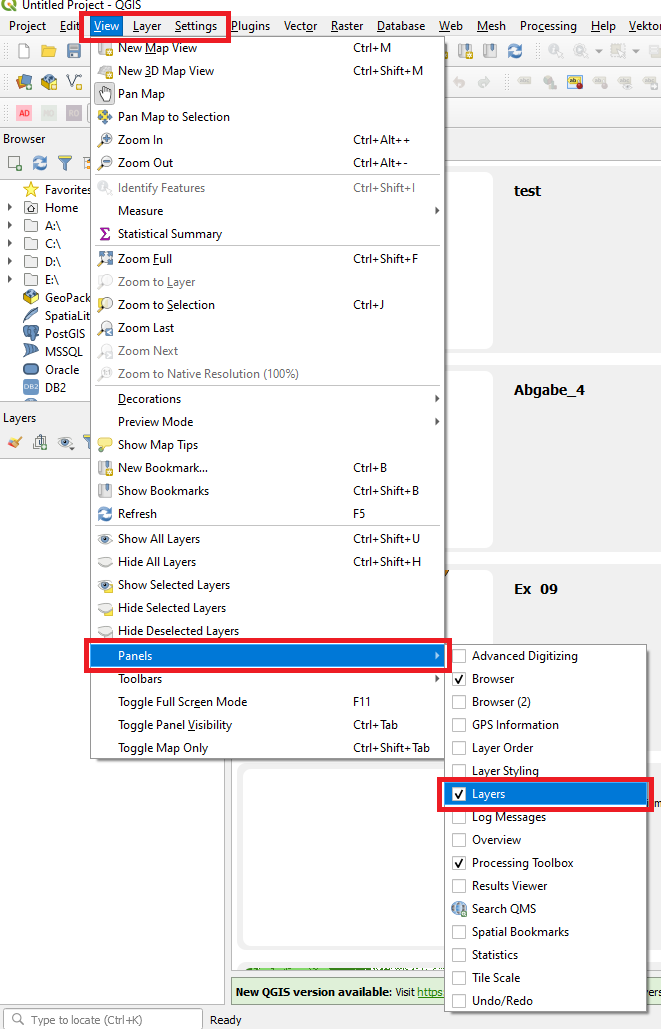 Untitled Project - QGIS
Project Edit View Layer Settings Plugins Vector Raster Database Web Mesh Processing Help
AD
Browser
Favorites
Home
A:\
C:\
D:\
E:\
GeoPack
SpatiaLit
PostGIS
MSSQL
Oracle
DB2 DB2
Layers
New Map View Ctrl+M
New 3D Map View Ctrl+Shift+M
Pan Map
Pan Map to Selection
Zoom In Ctrl+Alt++
Zoom Out Ctrl+Alt+-
Identify Features Ctrl+Shift+I
Measure
Σ Statistical Summary
Zoom Full Ctrl+Shift+F
Zoom to Layer
Zoom to Selection Ctrl+J
Zoom Last
Zoom Next
Zoom to Native Resolution (100%)
Decorations
Preview Mode
Show Map Tips
New Bookmark... Ctrl+B
Show Bookmarks Ctrl+Shift+B
Refresh F5
Show All Layers Ctrl+Shift+U
Hide All Layers Ctrl+Shift+H
Show Selected Layers
Hide Selected Layers
Hide Deselected Layers
Panels
Toolbars
Toggle Full Screen Mode F11
Toggle Panel Visibility Ctrl+Tab
Toggle Map Only Ctrl+Shift+Tab
test
Abgabe_4
Ex_09
Advanced Digitizing
Browser
Browser (2)
GPS Information
Layer Order
Layer Styling
Layers
Log Messages
Overview
Processing Toolbox
Results Viewer
Search QMS
Spatial Bookmarks
Statistics
Tile Scale
Undo/Redo
New QGIS version available: Visit https
Type to locate (Ctrl+K) Ready